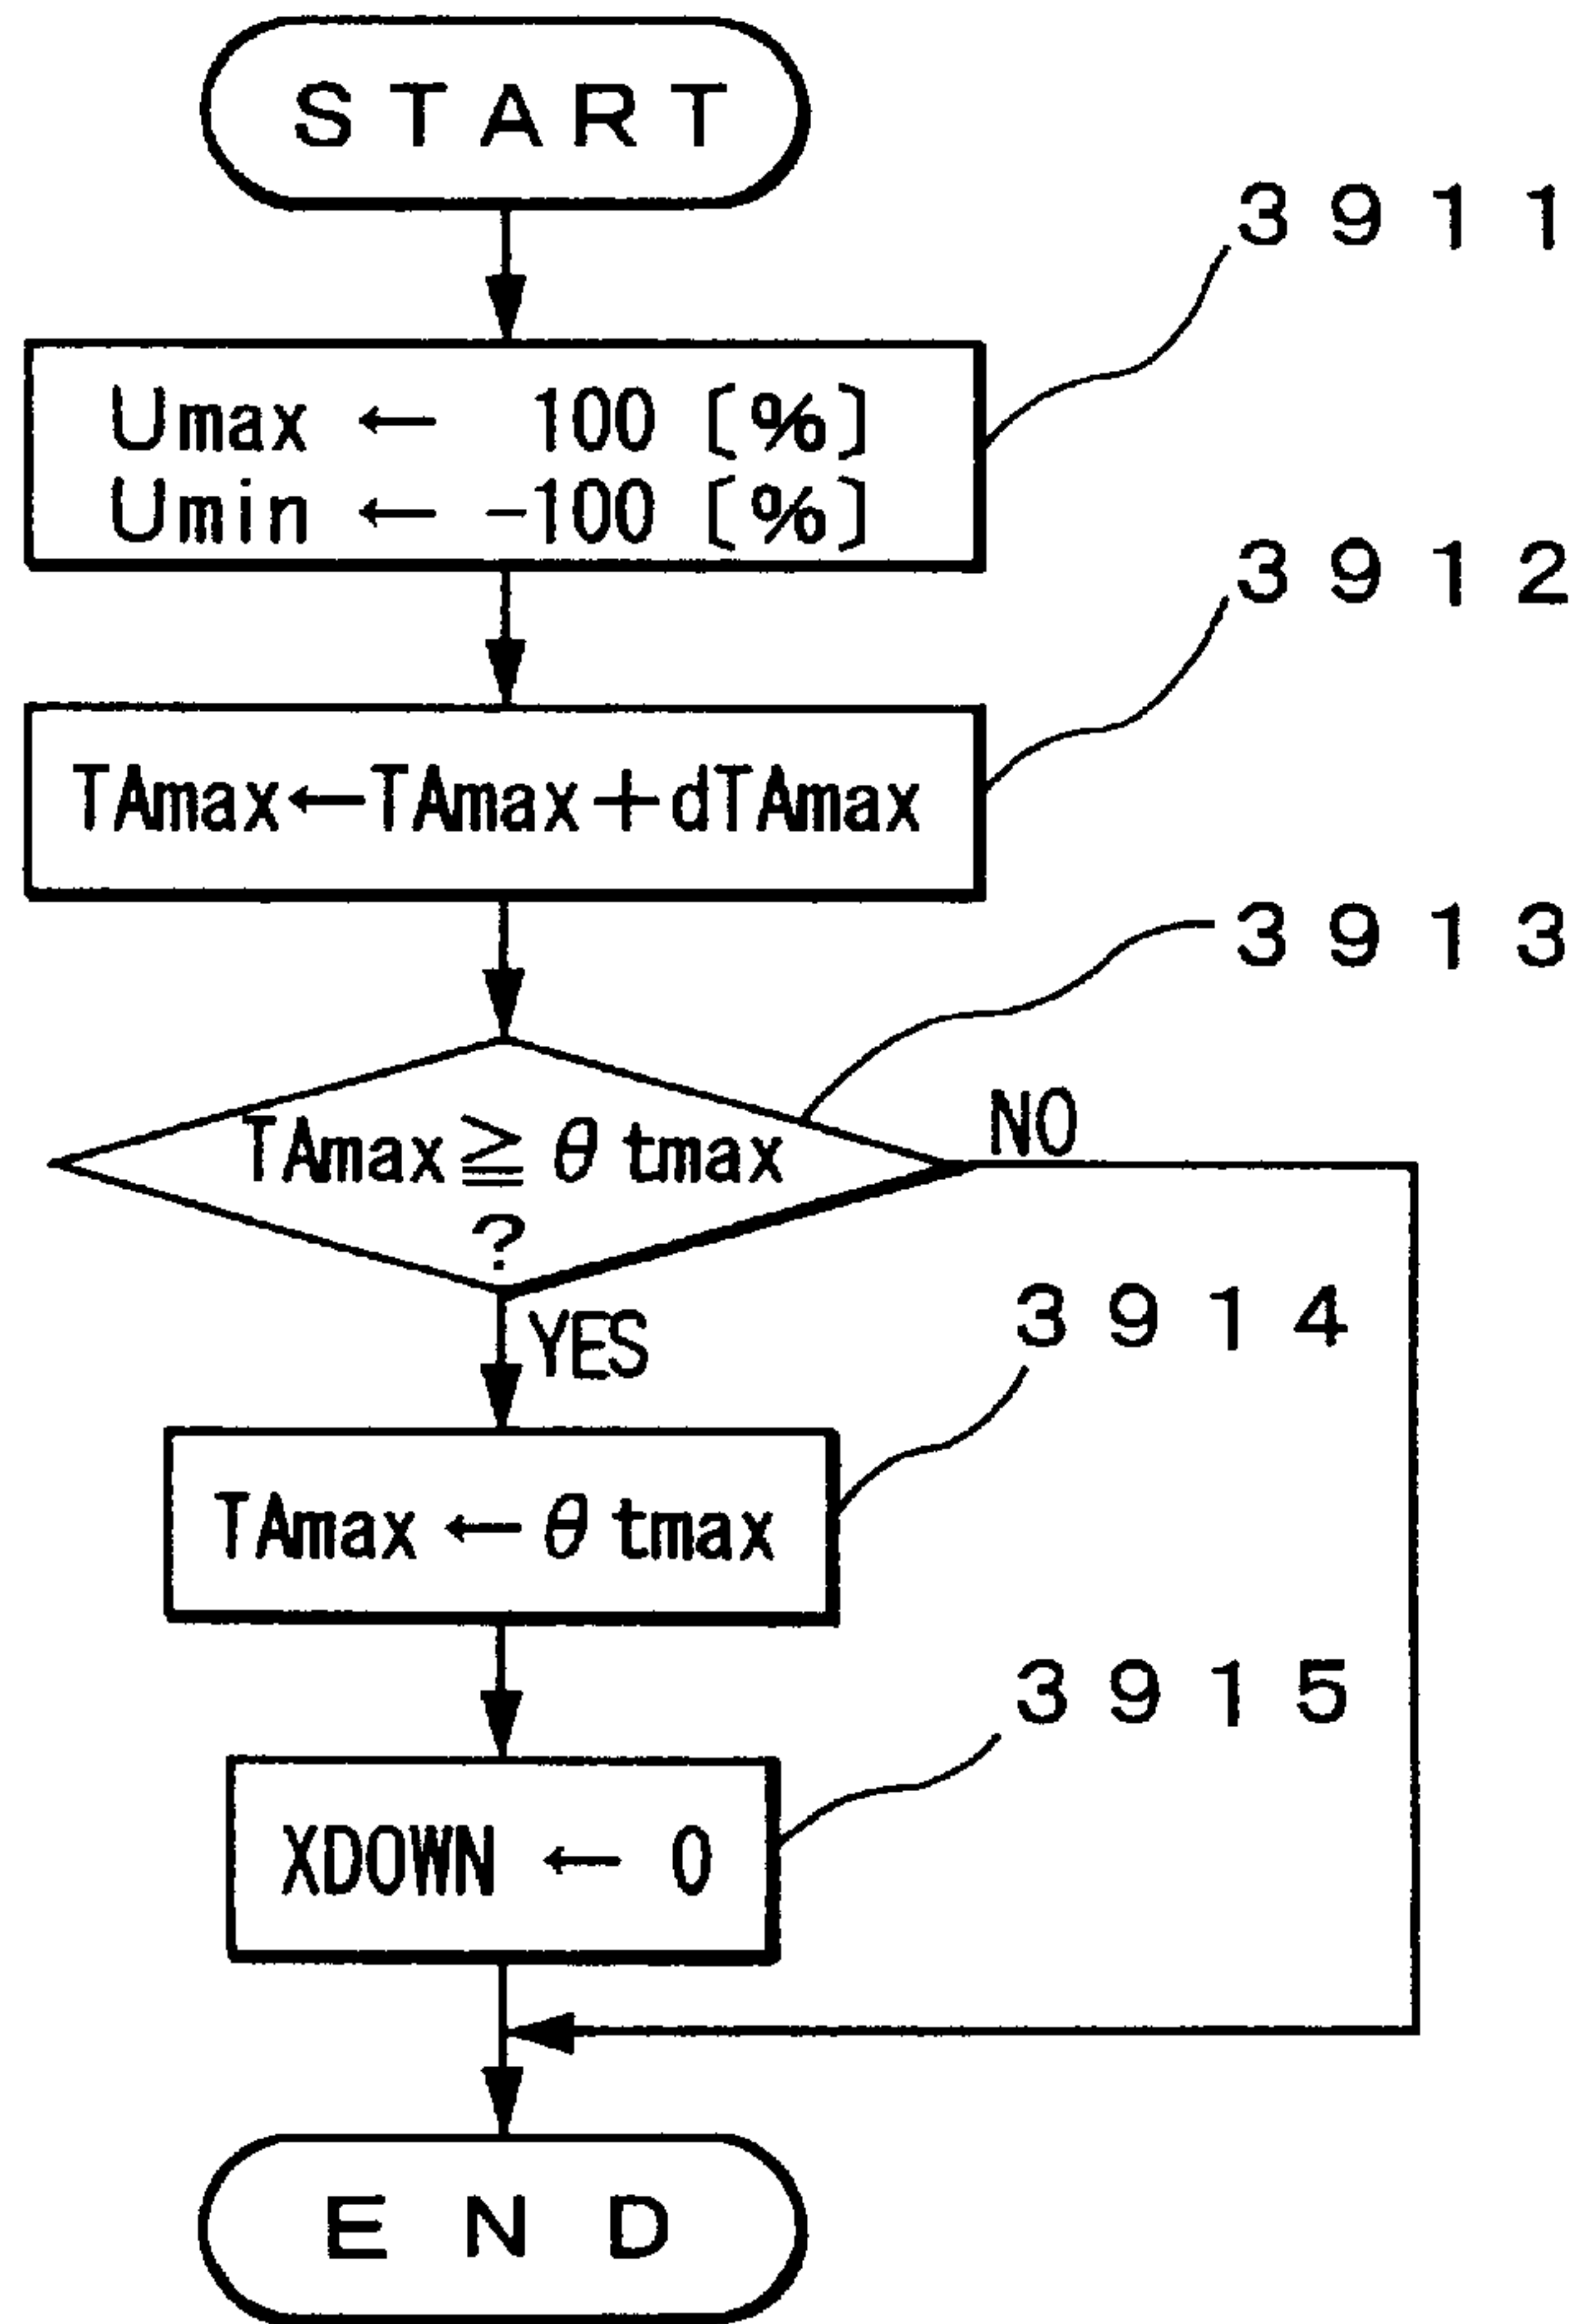 START
3911
Umax ← 100 [%]
Umin ← -100 [%]
3912
TAmax←TAmax+dTAmax
3913
TAmax≧θtmax
?
NO
YES
3914
TAmax←θtmax
3915
XDOWN ← 0
END